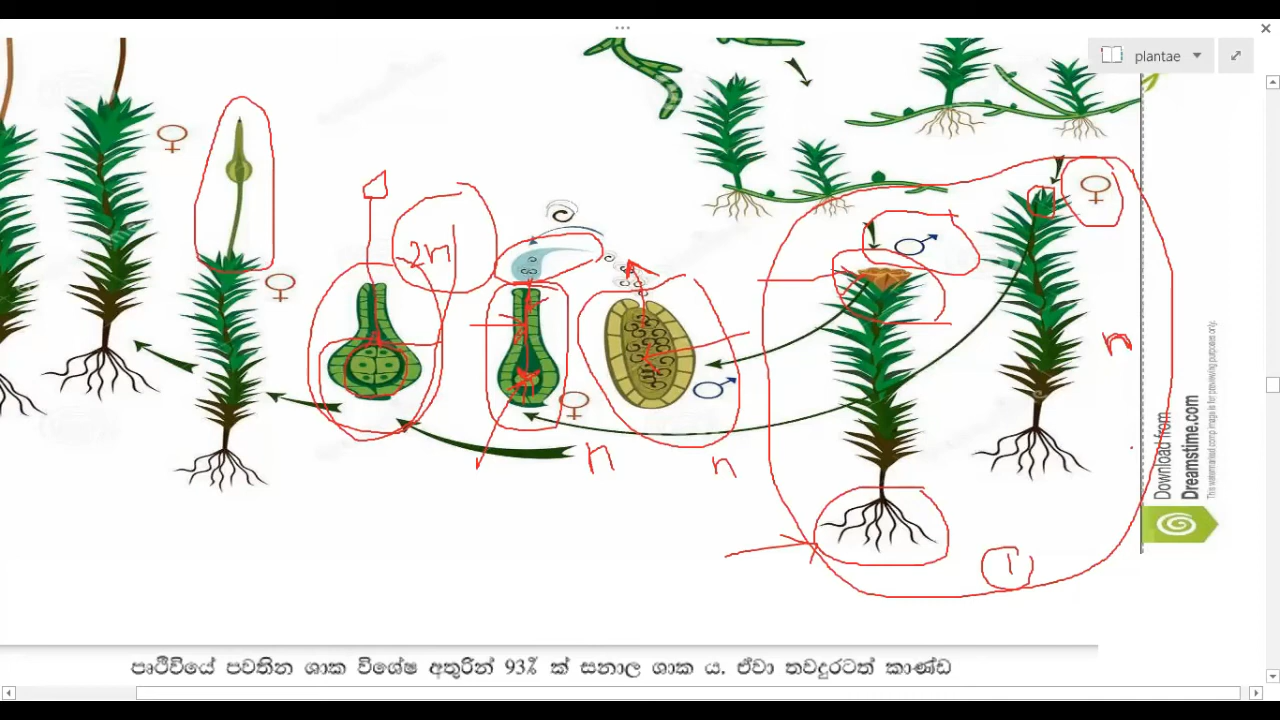 plantae
2n
n
n
n
1
Download from
Dreamstime.com
This watermarked comp image is for previewing purposes only.
පෘථිවියේ පවතින ශාක විශේෂ අතුරින් 93% ක් සනාල ශාක ය. ඒවා තවදුරටත් කාණ්ඩ